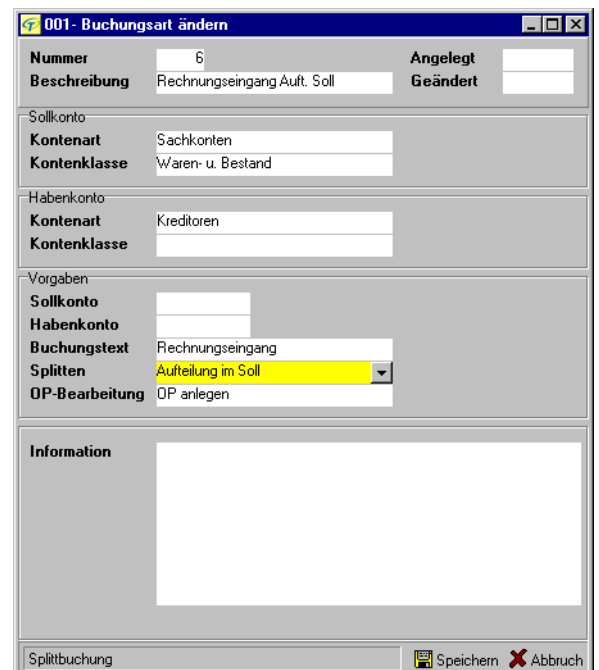 001- Buchungsart ändern
Nummer 6 Angelegt
Beschreibung Rechnungseingang Auft. Soll Geändert
Sollkonto
Kontenart Sachkonten
Kontenklasse Waren- u. Bestand
Habenkonto
Kontenart Kreditoren
Kontenklasse
Vorgaben
Sollkonto
Habenkonto
Buchungstext Rechnungseingang
Splitten Aufteilung im Soll
OP-Bearbeitung OP anlegen
Information
Splittbuchung Speichern Abbruch